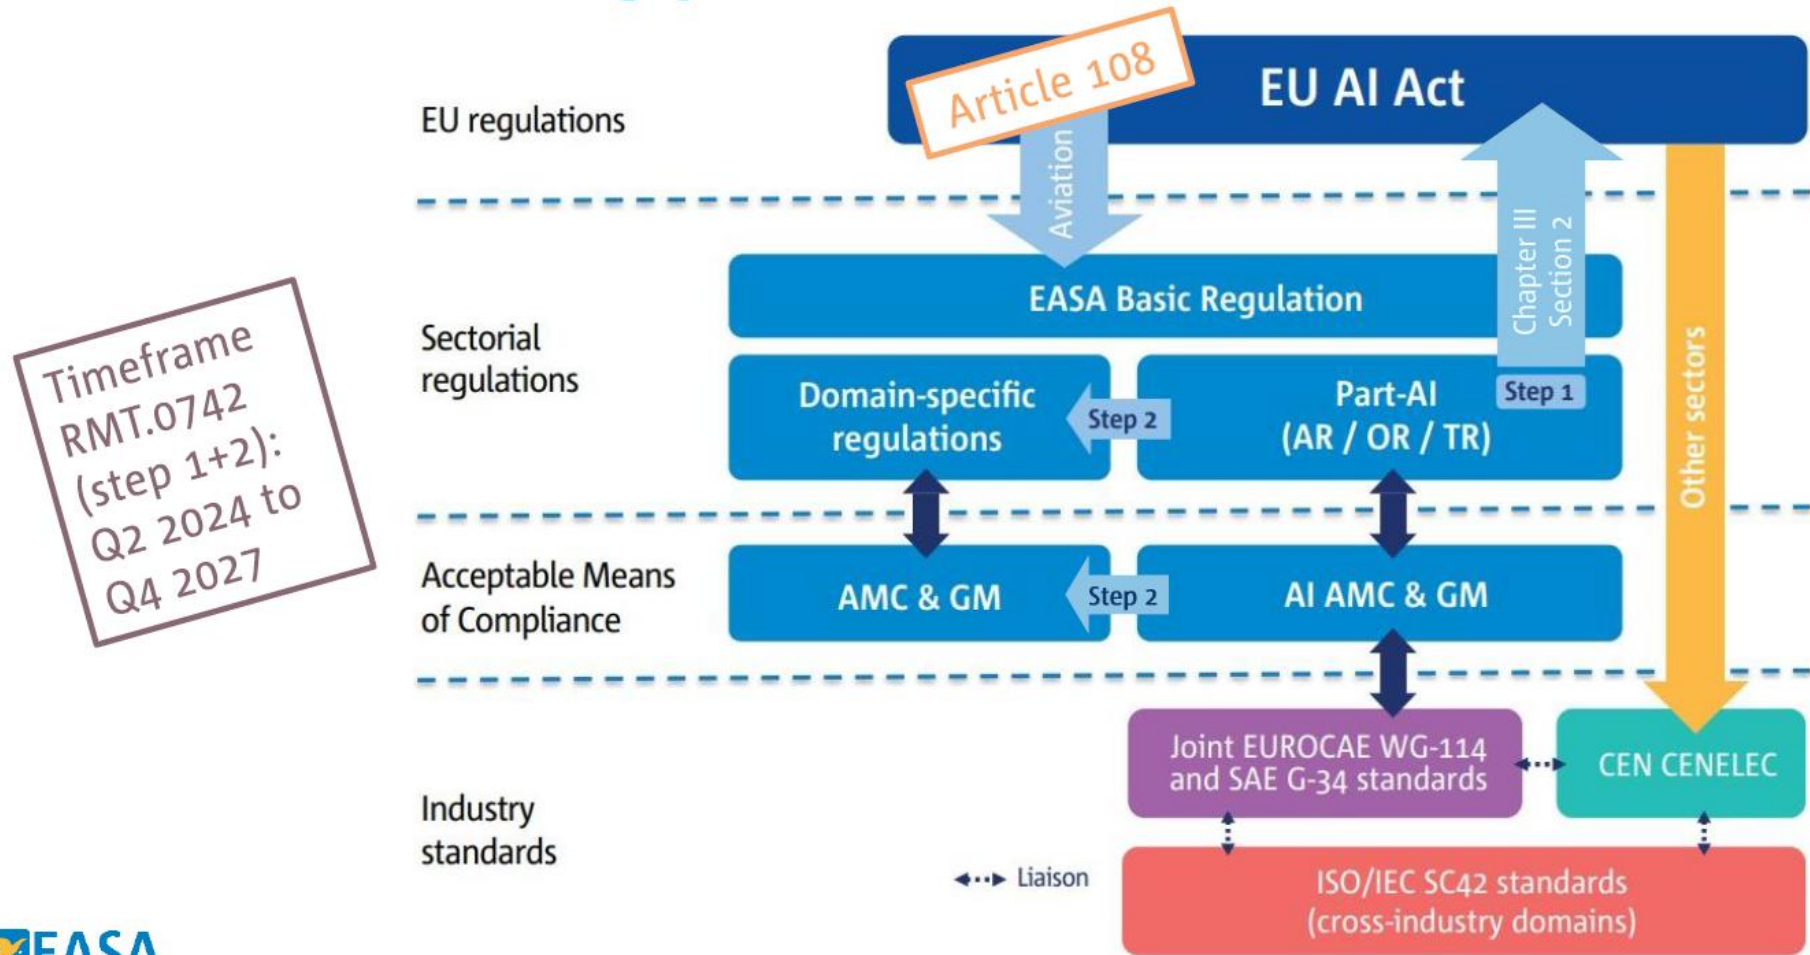 Article 108
EU AI Act
EU regulations
Aviation
Chapter III
Section 2
Other sectors
EASA Basic Regulation
Sectorial
regulations
Domain-specific
regulations
Step 2
Part-AI
(AR / OR / TR)
Step 1
Timeframe
RMT.0742
(step 1+2):
Q2 2024 to
Q4 2027
Acceptable Means
of Compliance
AMC & GM
Step 2
AI AMC & GM
Industry
standards
Joint EUROCAE WG-114
and SAE G-34 standards
CEN CENELEC
Liaison
ISO/IEC SC42 standards
(cross-industry domains)
EASA